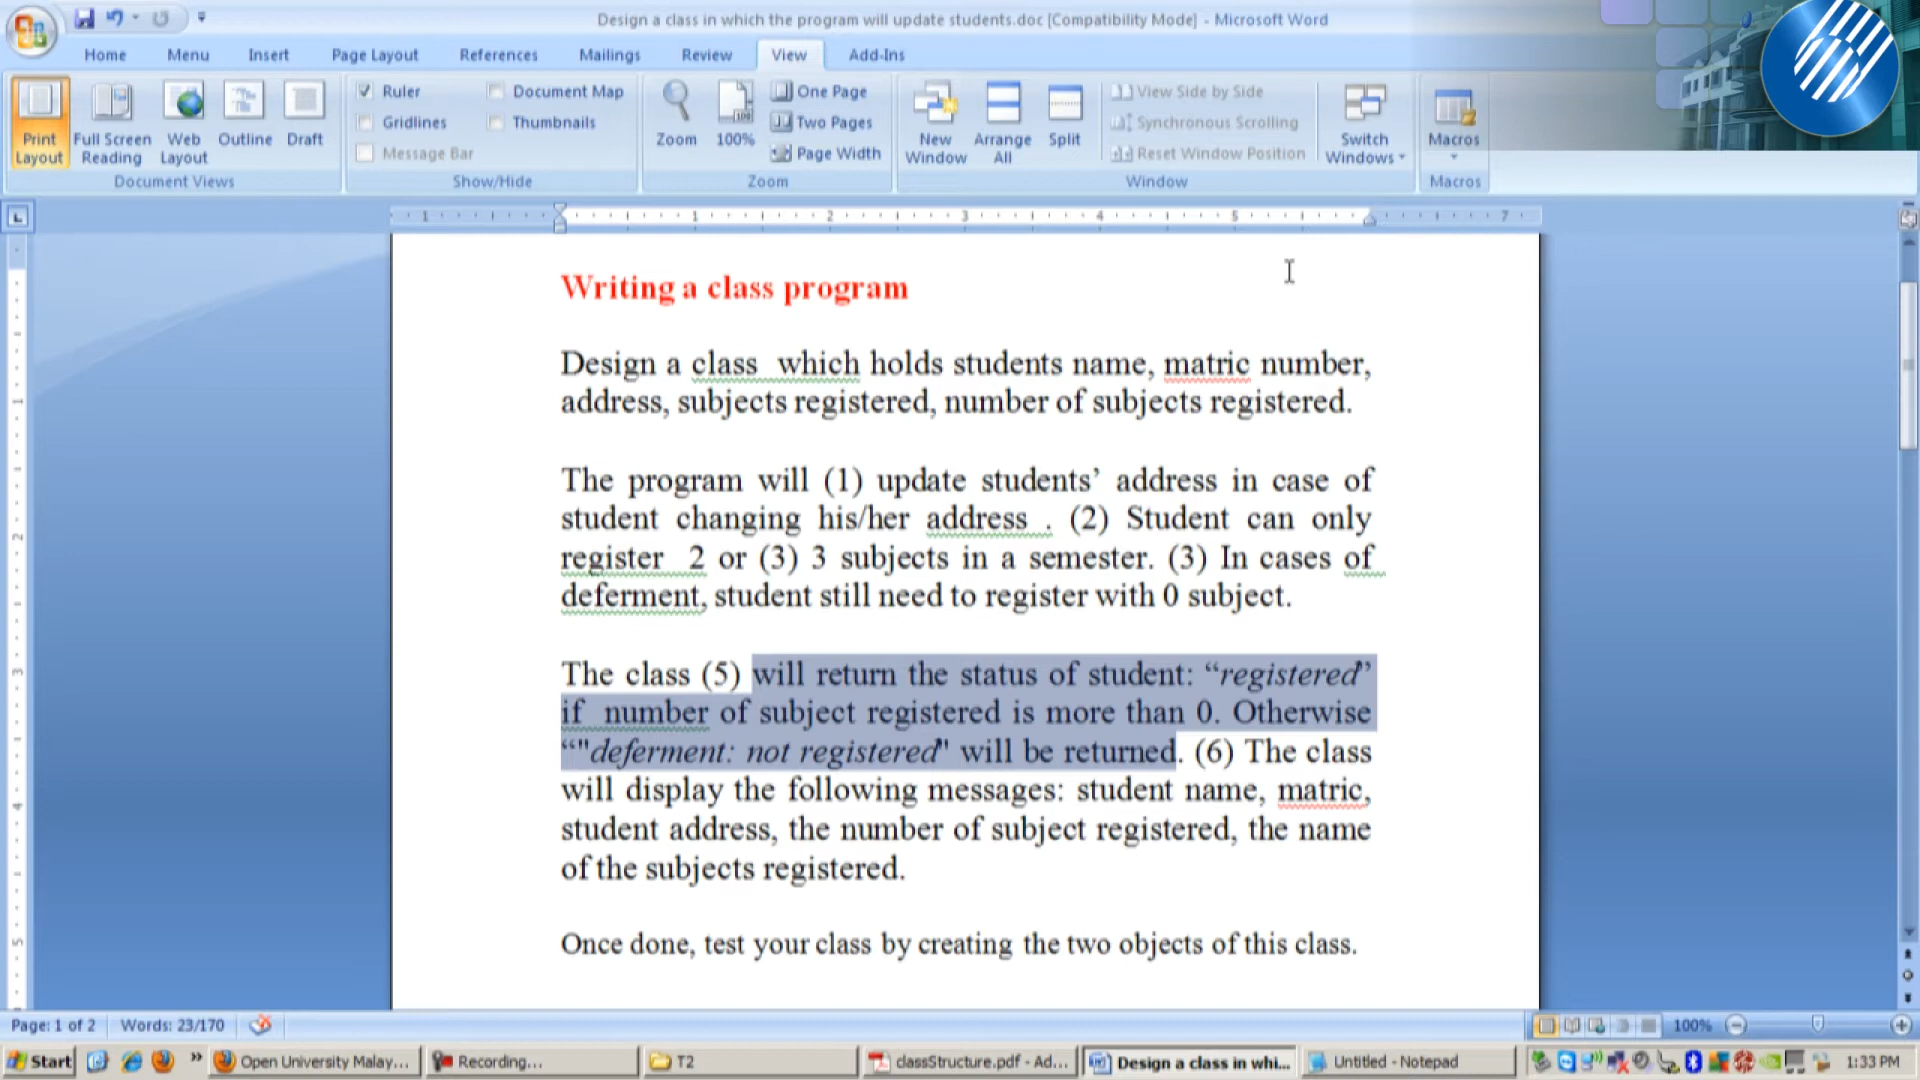 Design a class in which the program will update students.doc [Compatibility Mode] - Microsoft Word
Home Menu Insert Page Layout References Mailings Review View Add-Ins
Print Layout
Full Screen Reading
Web Layout
Outline
Draft
Document Views
Ruler
Gridlines
Message Bar
Document Map
Thumbnails
Show/Hide
Zoom
100%
One Page
Two Pages
Page Width
Zoom
New Window
Arrange All
Split
View Side by Side
Synchronous Scrolling
Reset Window Position
Switch Windows
Window
Macros
Macros
1 1 2 3 4 5 7
Writing a class program
Design a class which holds students name, matric number,
address, subjects registered, number of subjects registered.
The program will (1) update students’ address in case of
student changing his/her address . (2) Student can only
register 2 or (3) 3 subjects in a semester. (3) In cases of
deferment, student still need to register with 0 subject.
The class (5) will return the status of student: “registered”
if number of subject registered is more than 0. Otherwise
“"deferment: not registered" will be returned. (6) The class
will display the following messages: student name, matric,
student address, the number of subject registered, the name
of the subjects registered.
Once done, test your class by creating the two objects of this class.
Page: 1 of 2 Words: 23/170 100%
Start » Open University Malay... Recording... T2 classStructure.pdf - Ad... Design a class in whi... Untitled - Notepad 1:33 PM